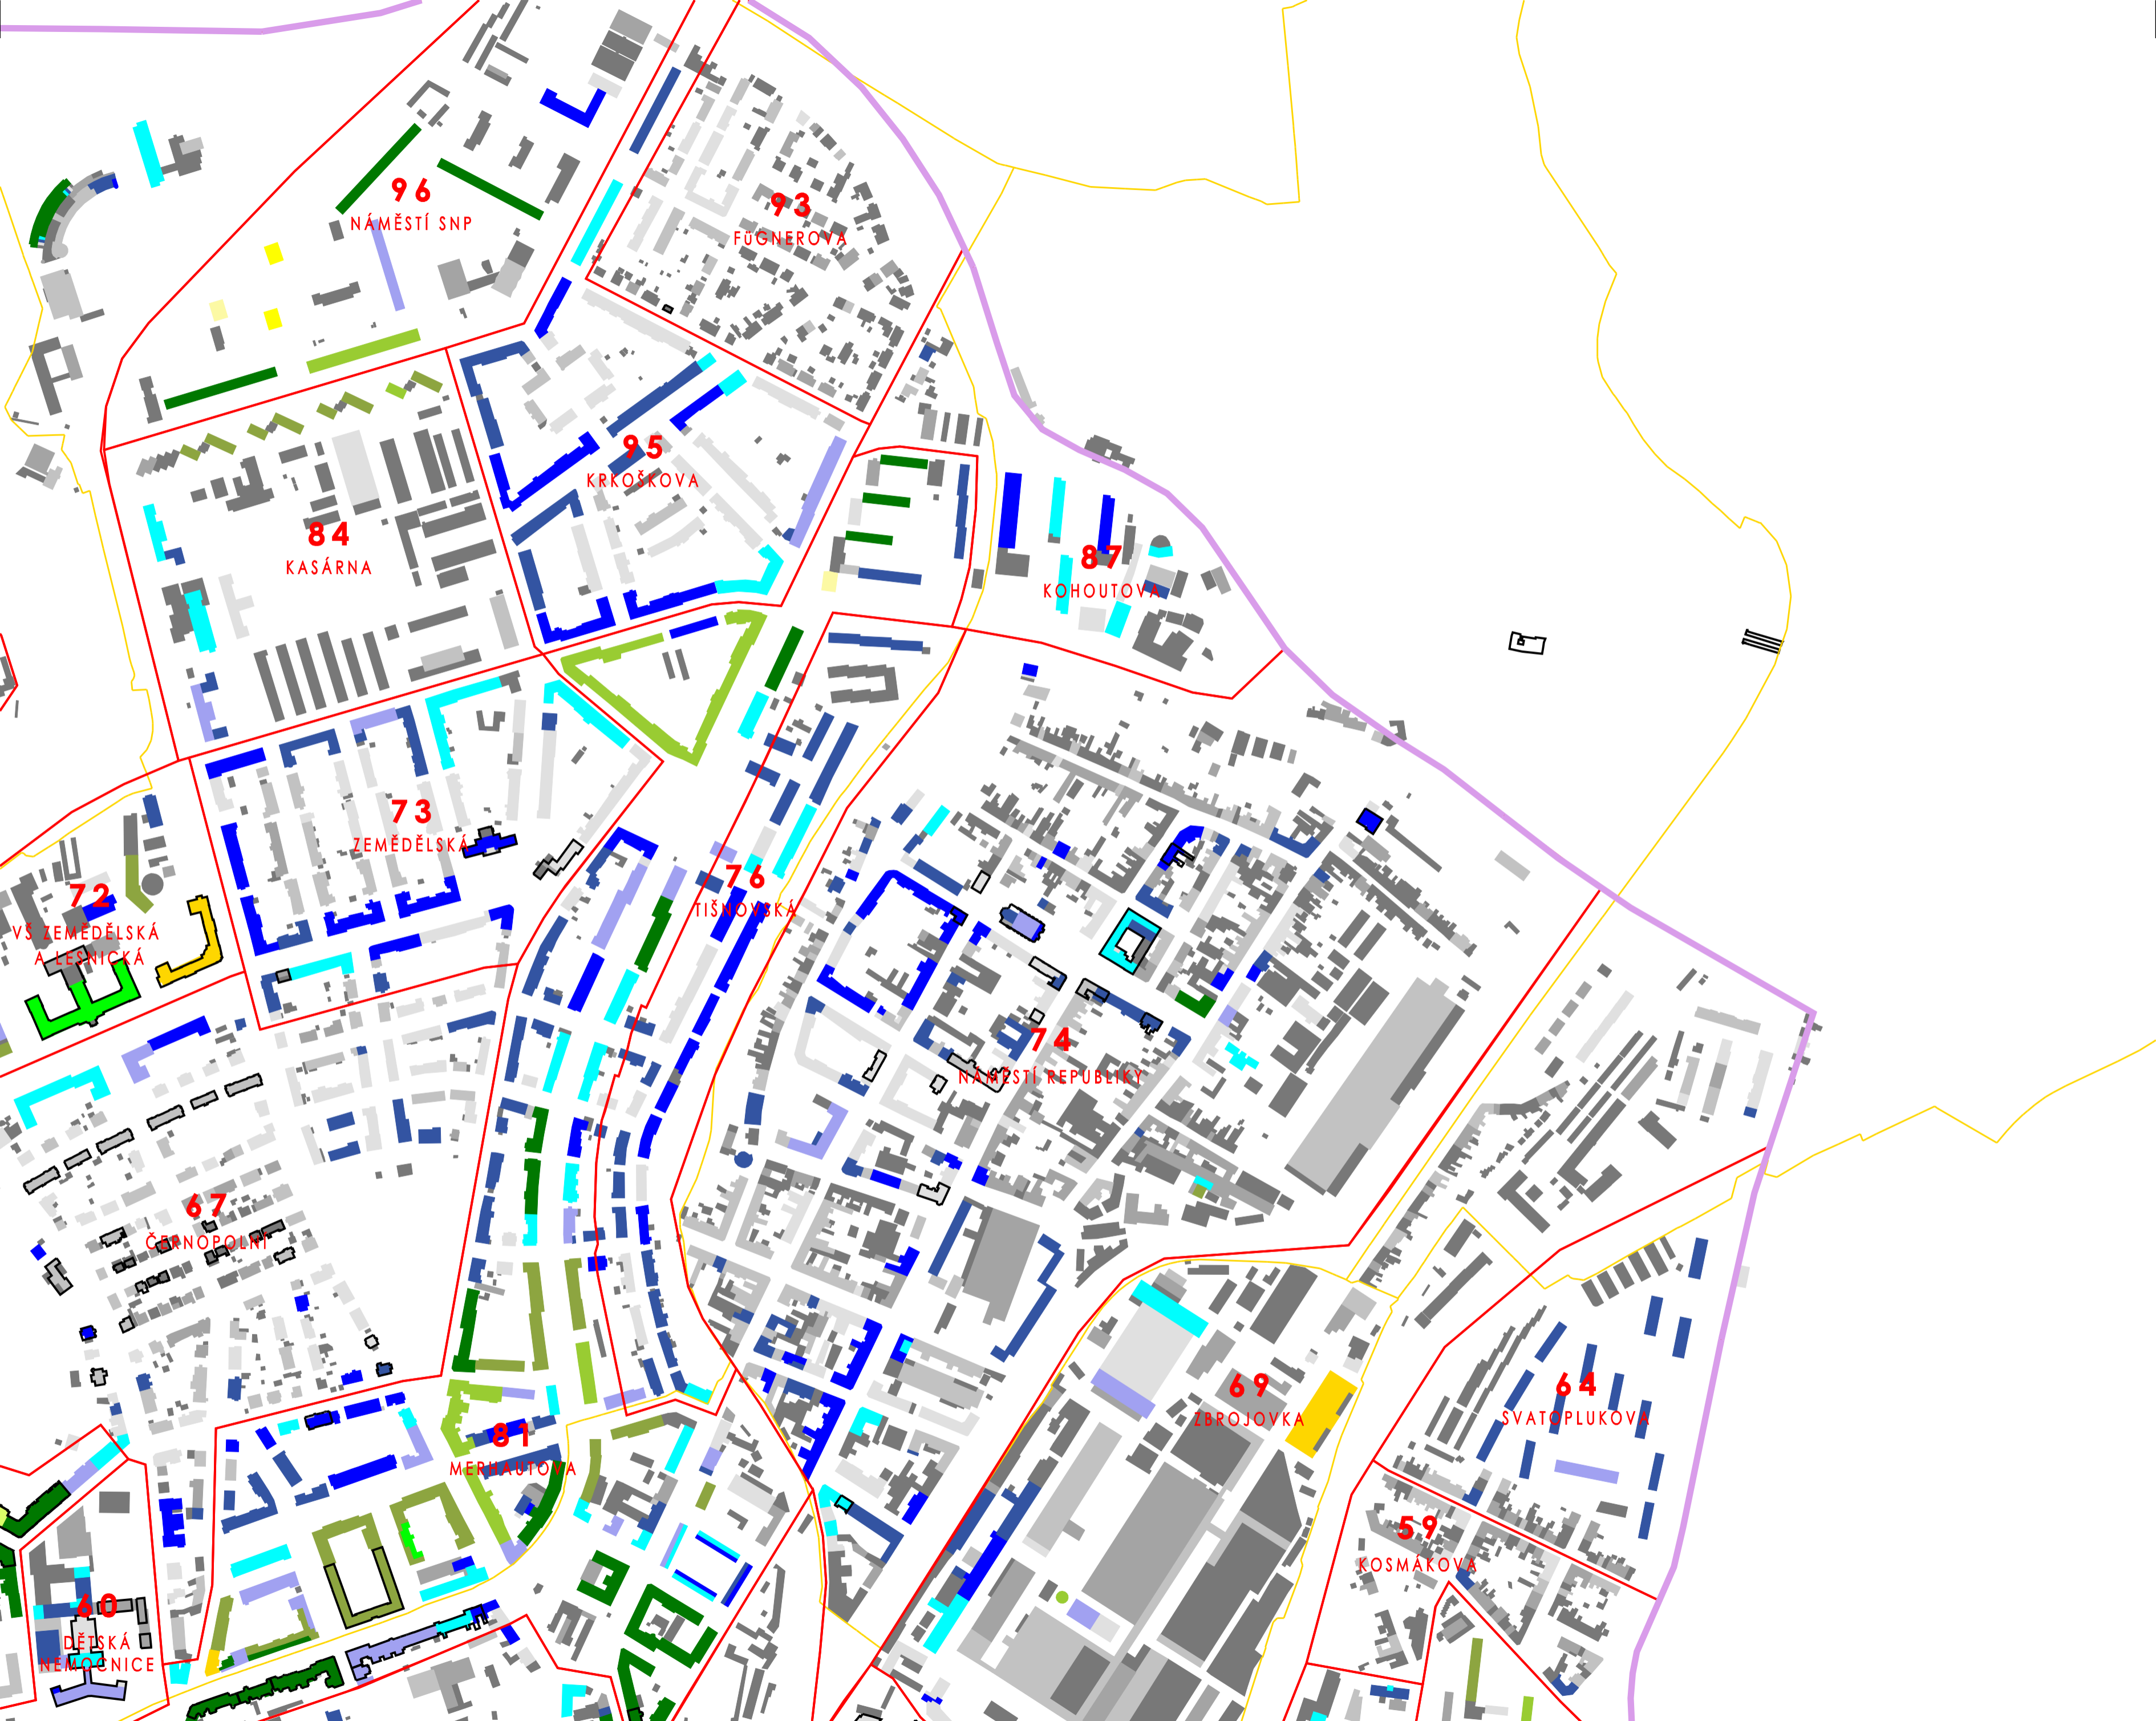 96
NÁMĚSTÍ SNP
93
FüGNEROVA
95
KRKOŠKOVA
84
KASÁRNA
87
KOHOUTOVA
73
ZEMĚDĚLSKÁ
76
TIŠNOVSKÁ
72
VŠ ZEMĚDĚLSKÁ
A LESNICKÁ
74
NÁMĚSTÍ REPUBLIKY
67
ČERNOPOLNÍ
69
ZBROJOVKA
64
SVATOPLUKOVA
81
MERHAUTOVA
59
KOSMÁKOVA
60
DĚTSKÁ
NEMOCNICE